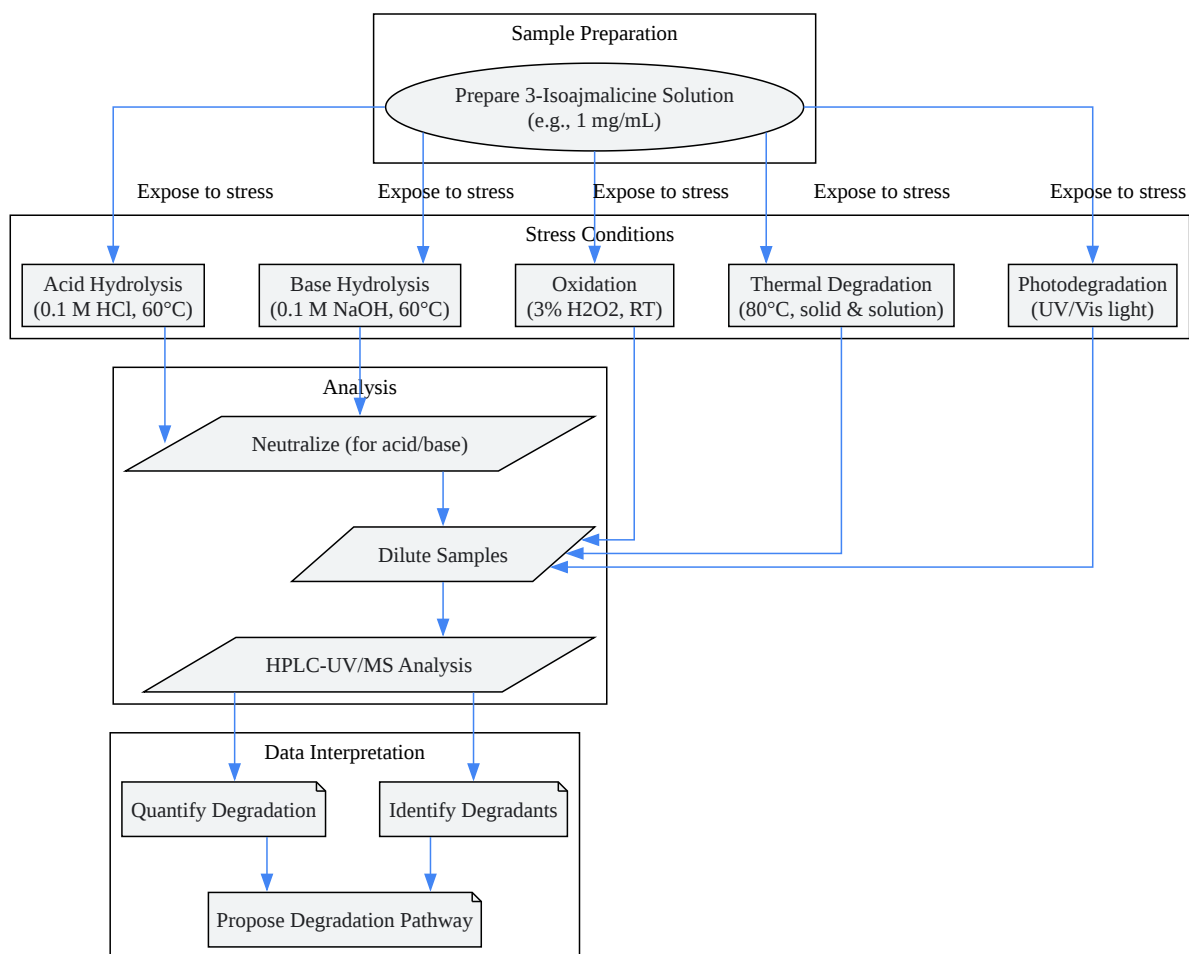 Sample Preparation
Prepare 3-Isoajmalicine Solution
(e.g., 1 mg/mL)
Expose to stress
Expose to stress
Expose to stress
Expose to stress
Expose to stress
Stress Conditions
Acid Hydrolysis
(0.1 M HCl, 60°C)
Base Hydrolysis
(0.1 M NaOH, 60°C)
Oxidation
(3% H2O2, RT)
Thermal Degradation
(80°C, solid & solution)
Photodegradation
(UV/Vis light)
Analysis
Neutralize (for acid/base)
Dilute Samples
HPLC-UV/MS Analysis
Data Interpretation
Quantify Degradation
Identify Degradants
Propose Degradation Pathway